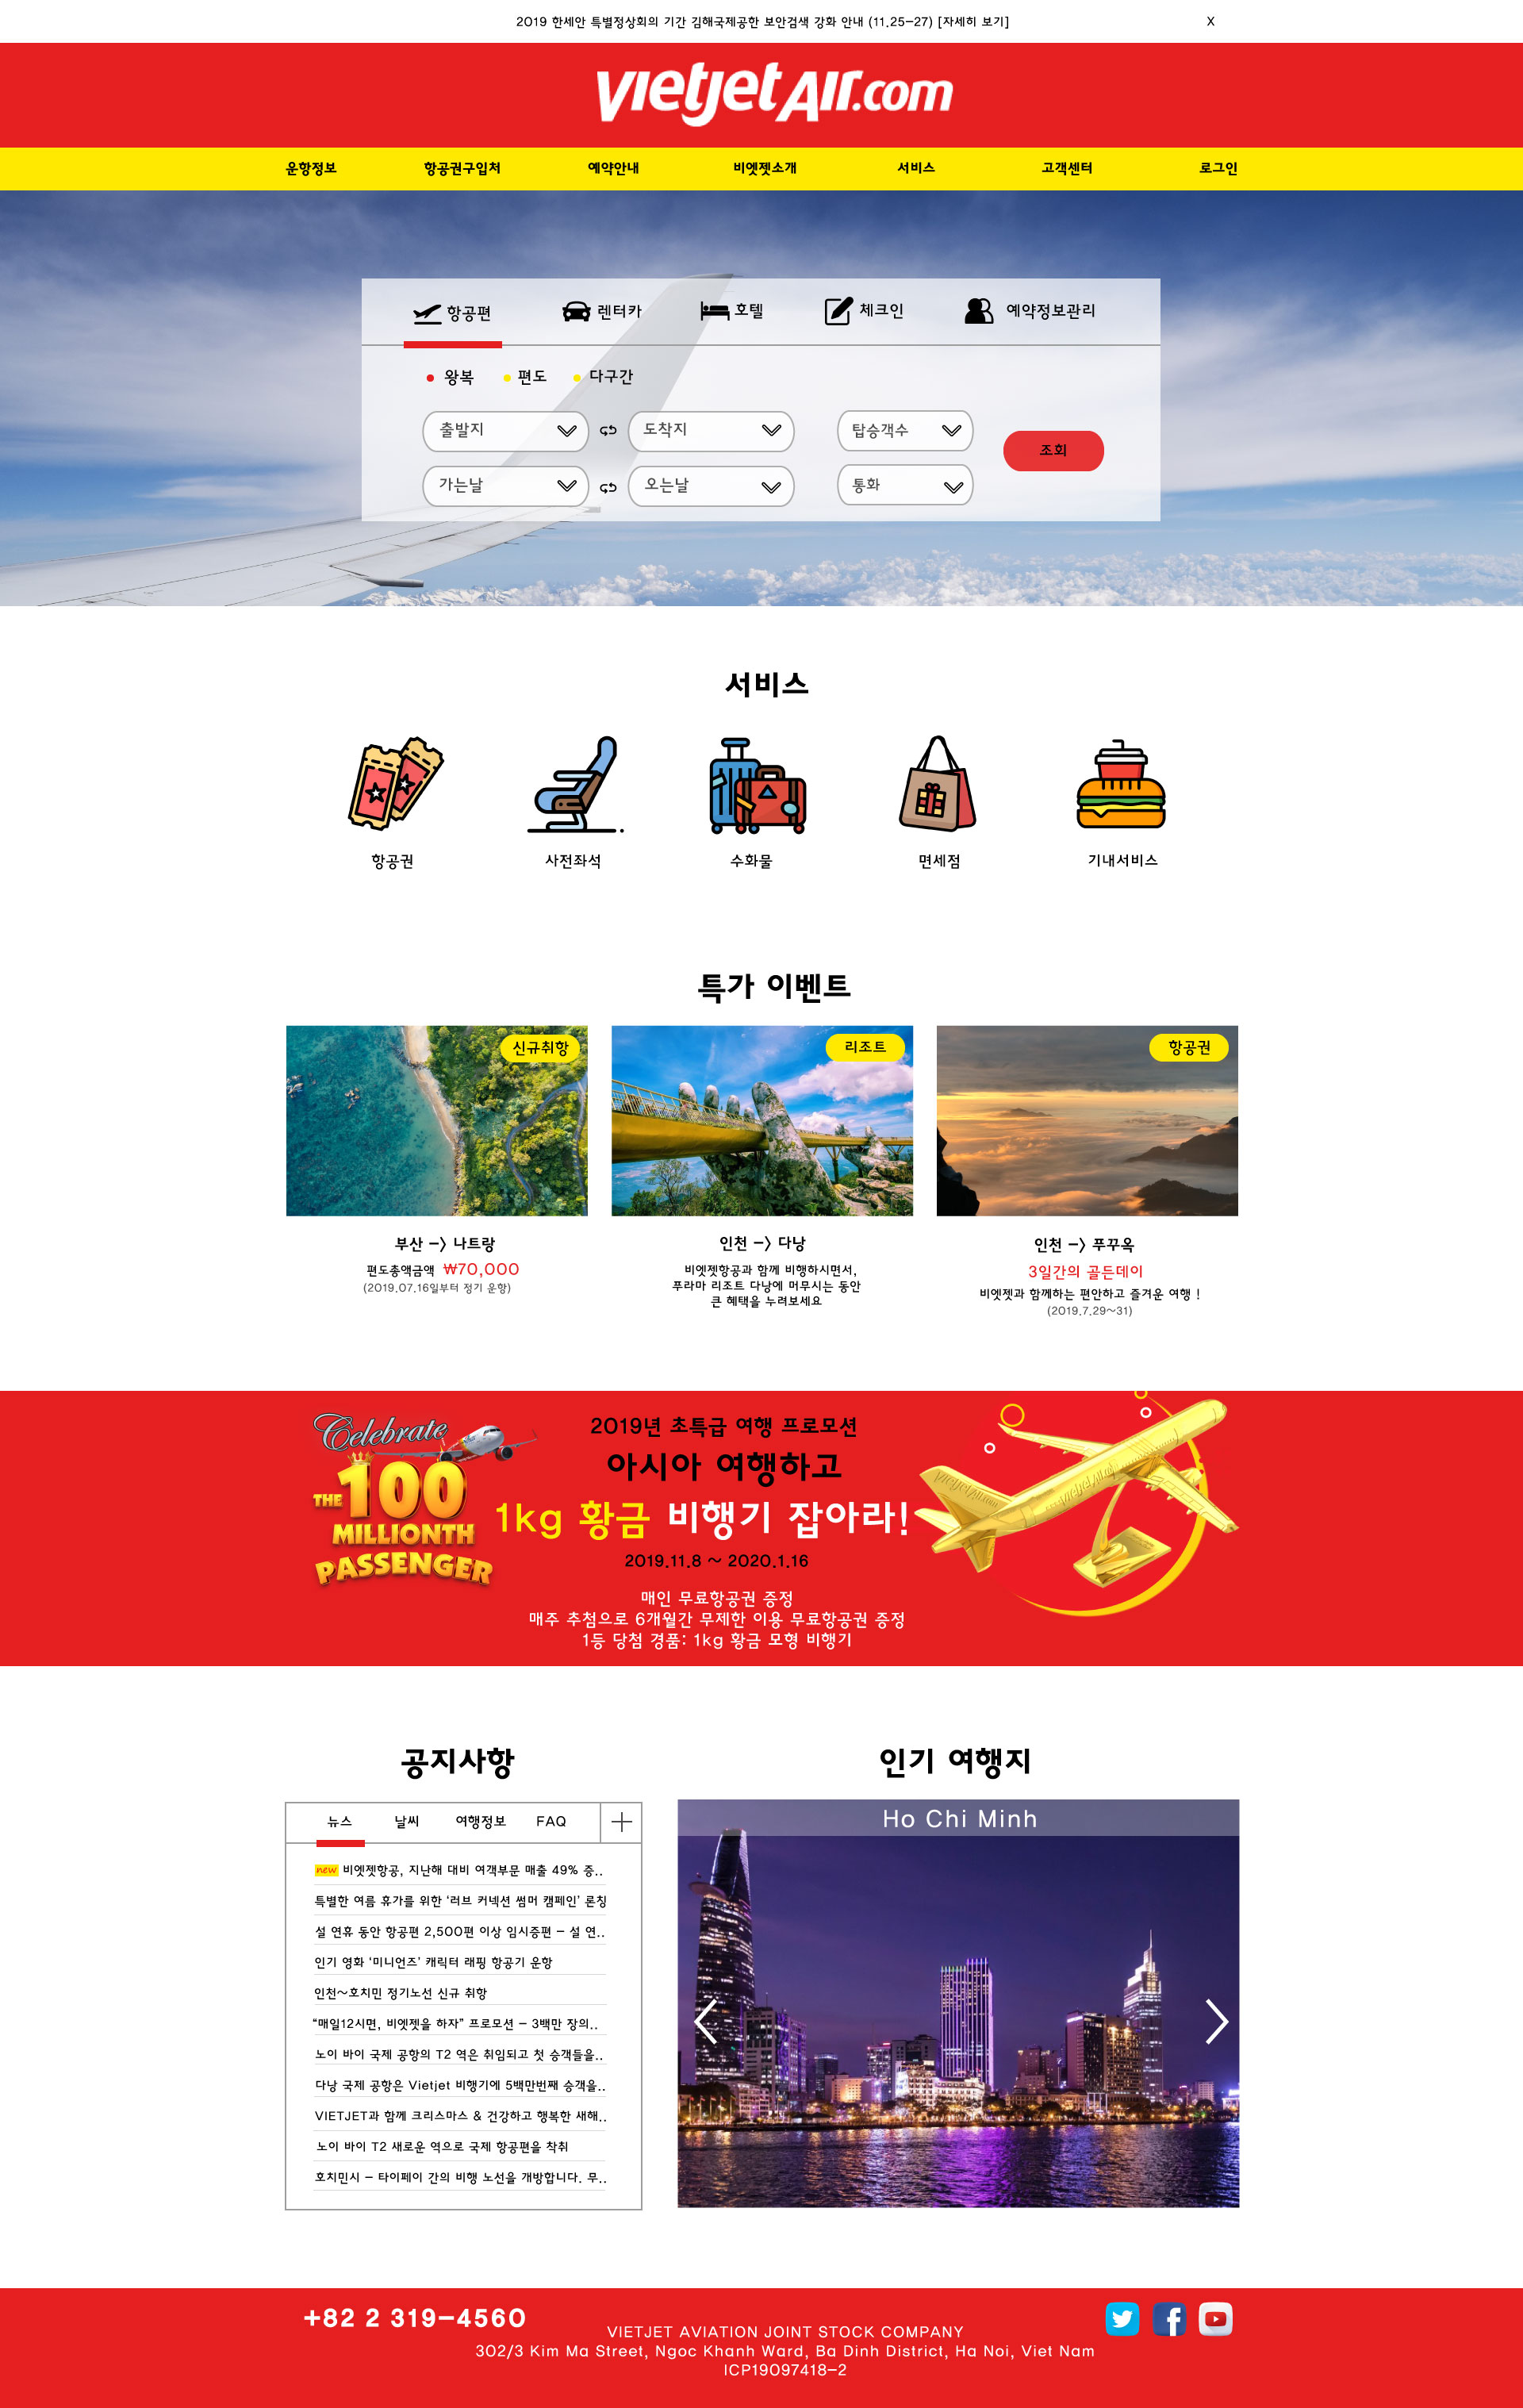 2019 한세안 특별정상회의 기간 김해국제공한 보안검색 강화 안내 (11.25-27) [자세히 보기]
X
vietjetAir.com
운항정보 항공권구입처 예약안내 비엣젯소개 서비스 고객센터 로그인
항공편 렌터카 호텔 체크인 예약정보관리
왕복 편도 다구간
출발지 도착지 탑승객수
조회
가는날 오는날 통화
서비스
항공권 사전좌석 수화물 면세점 기내서비스
특가 이벤트
신규취항
리조트
항공권
부산 -> 나트랑
편도총액금액 ₩70,000
(2019.07.16일부터 정기 운항)
인천 -> 다낭
비엣젯항공과 함께 비행하시면서,
푸라마 리조트 다낭에 머무시는 동안
큰 혜택을 누려보세요
인천 -> 푸꾸옥
3일간의 골든데이
비엣젯과 함께하는 편안하고 즐겨운 여행 !
(2019.7.29~31)
Celebrate
THE 100
MILLIONTH
PASSENGER
2019년 초특급 여행 프로모션
아시아 여행하고
1kg 황금 비행기 잡아라!
2019.11.8 ~ 2020.1.16
매인 무료항공권 증정
매주 추첨으로 6개월간 무제한 이용 무료항공권 증정
1등 당첨 경품: 1kg 황금 모형 비행기
vietjetAir.com
vietjetAir.com
공지사항
뉴스 날씨 여행정보 FAQ
new 비엣젯항공, 지난해 대비 여객부문 매출 49% 증..
특별한 여름 휴가를 위한 ‘러브 커넥션 썸머 캠페인’ 론칭
설 연휴 동안 항공편 2,500편 이상 임시증편 - 설 연..
인기 영화 ‘미니언즈’ 캐릭터 래핑 항공기 운항
인천~호치민 정기노선 신규 취항
“매일12시면, 비엣젯을 하자” 프로모션 - 3백만 장의..
노이 바이 국제 공항의 T2 역은 취임되고 첫 승객들을..
다낭 국제 공항은 Vietjet 비행기에 5백만번째 승객을..
VIETJET과 함께 크리스마스 & 건강하고 행복한 새해..
노이 바이 T2 새로운 역으로 국제 항공편을 착취
호치민시 - 타이페이 간의 비행 노선을 개방합니다. 무..
인기 여행지
Ho Chi Minh
+82 2 319-4560
VIETJET AVIATION JOINT STOCK COMPANY
302/3 Kim Ma Street, Ngoc Khanh Ward, Ba Dinh District, Ha Noi, Viet Nam
ICP19097418-2